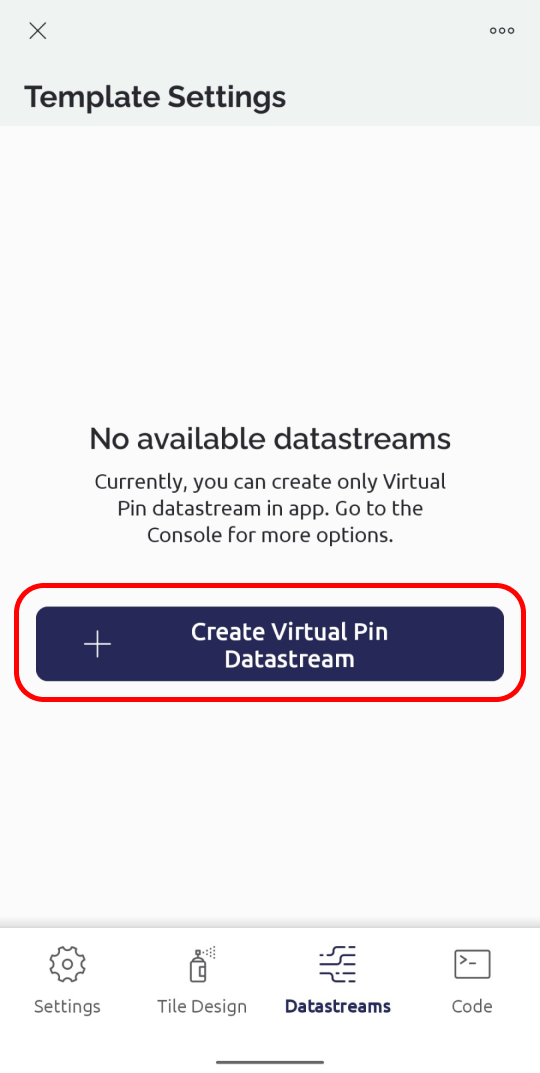 Template Settings
No available datastreams
Currently, you can create only Virtual
Pin datastream in app. Go to the
Console for more options.
Create Virtual Pin
Datastream
Settings
Tile Design
Datastreams
Code